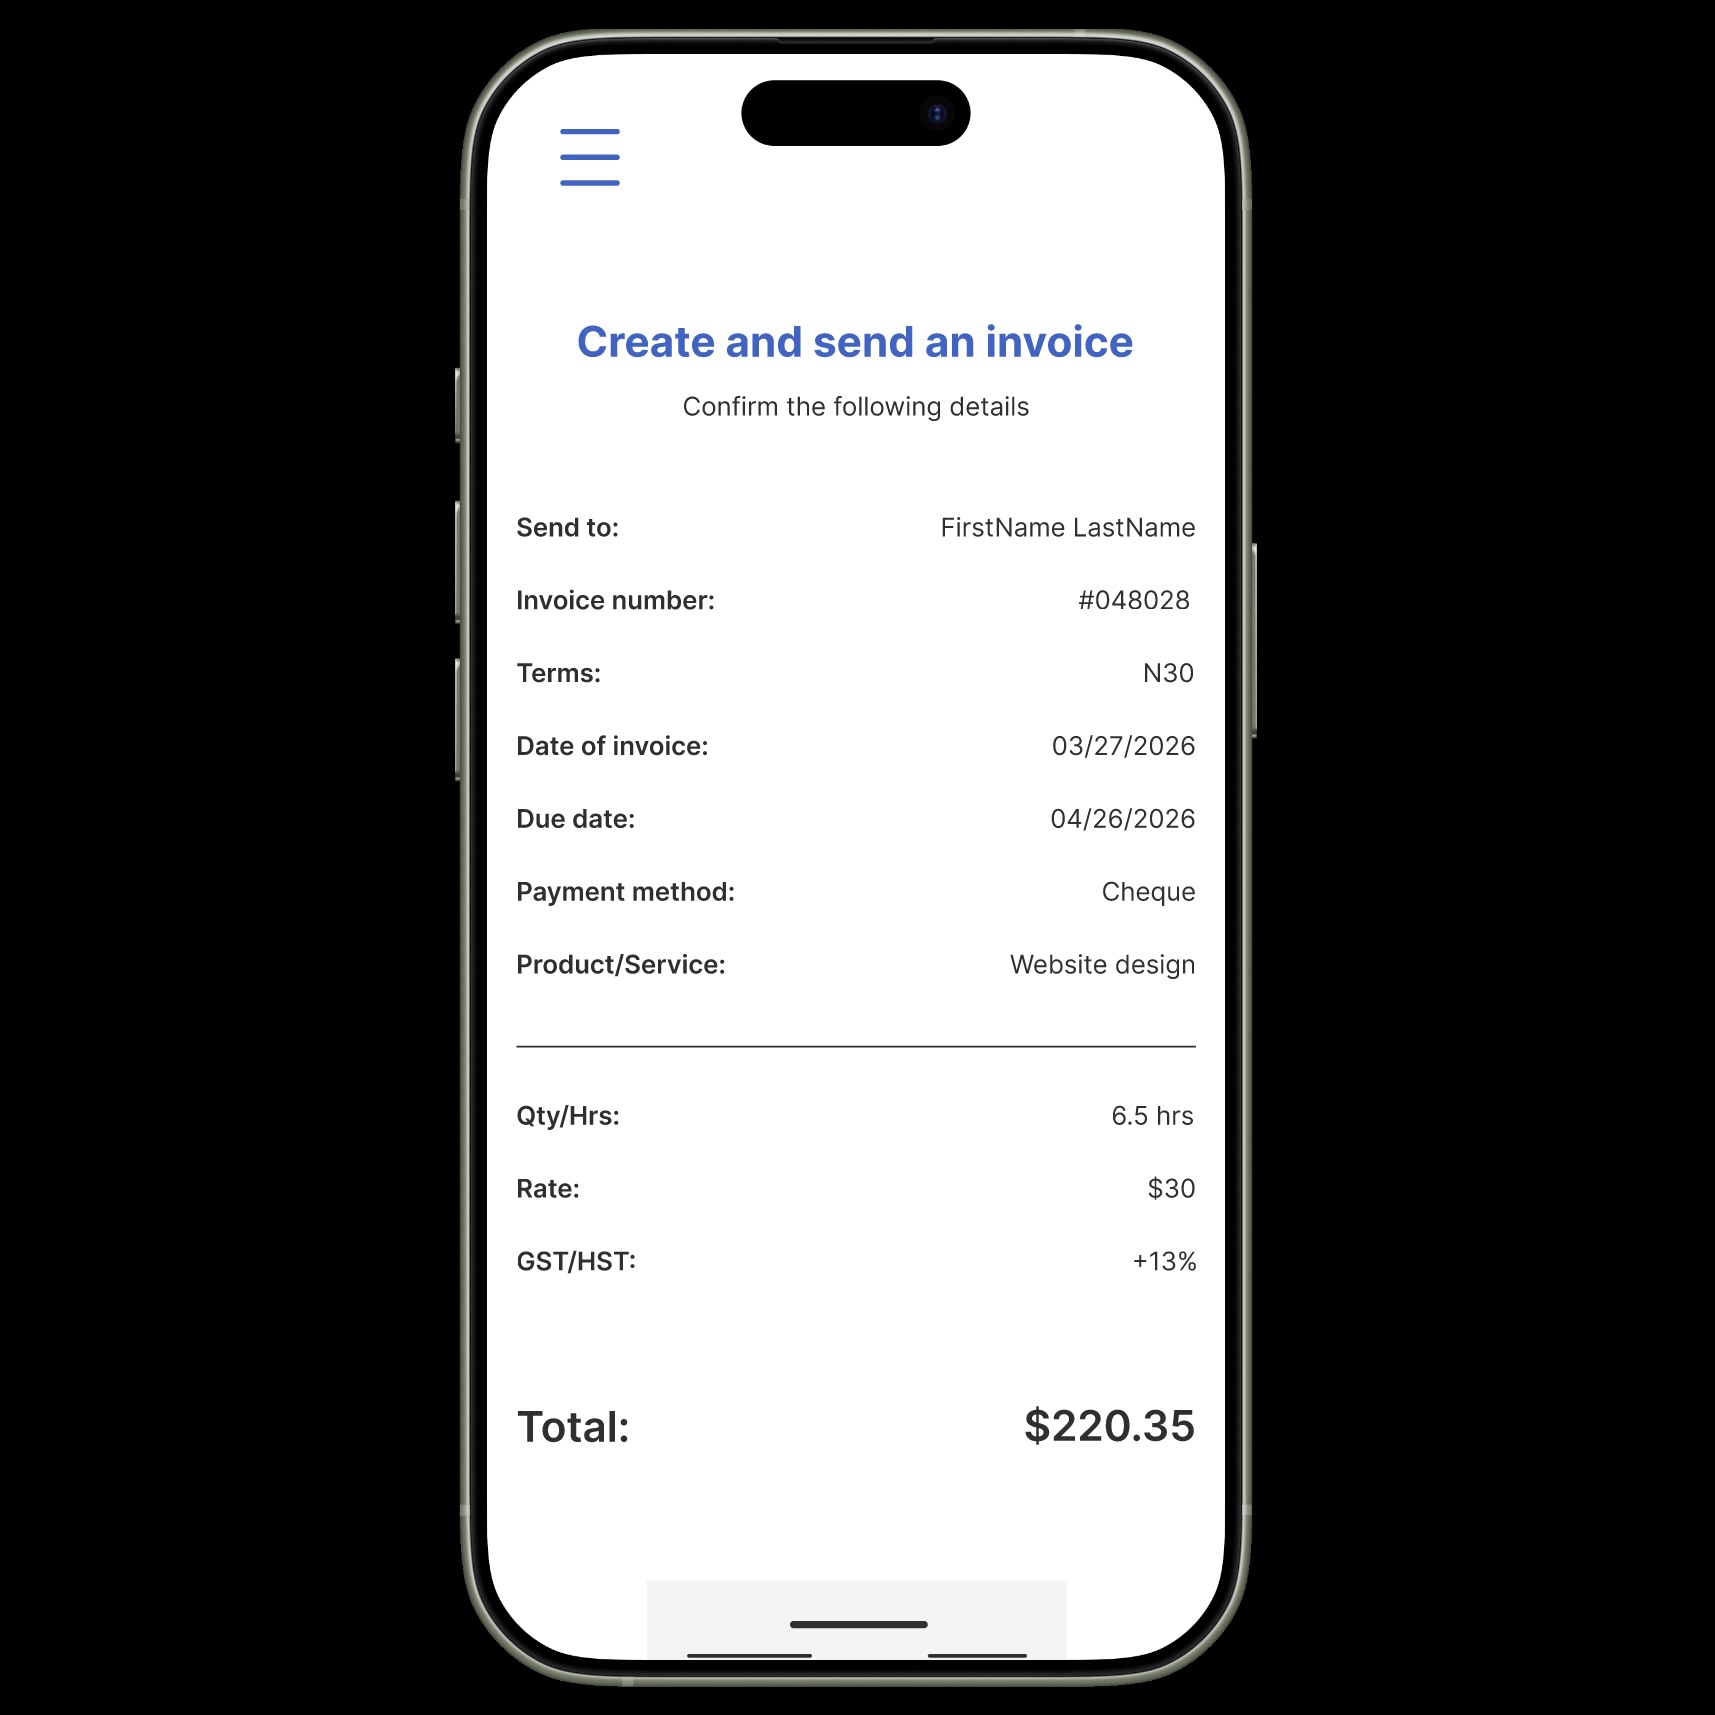 Create and send an invoice
Confirm the following details
Send to: FirstName LastName
Invoice number: #048028
Terms: N30
Date of invoice: 03/27/2026
Due date: 04/26/2026
Payment method: Cheque
Product/Service: Website design
Qty/Hrs: 6.5 hrs
Rate: $30
GST/HST: +13%
Total: $220.35